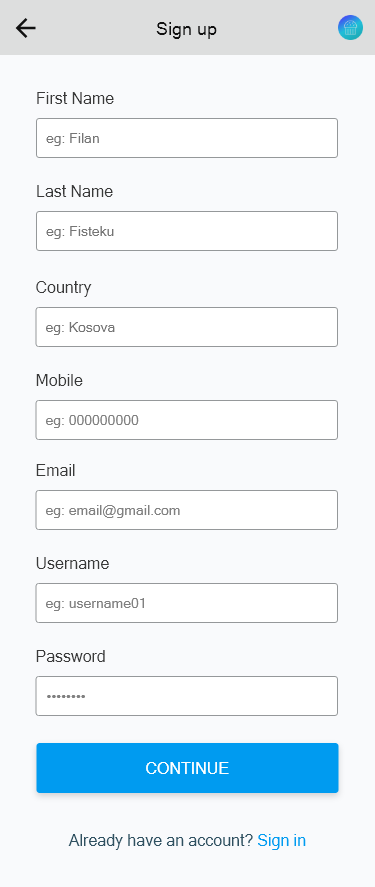 Sign up
First Name
eg: Filan
Last Name
eg: Fisteku
Country
eg: Kosova
Mobile
eg: 000000000
Email
eg: email@gmail.com
Username
eg: username01
Password
••••••••
CONTINUE
Already have an account? Sign in